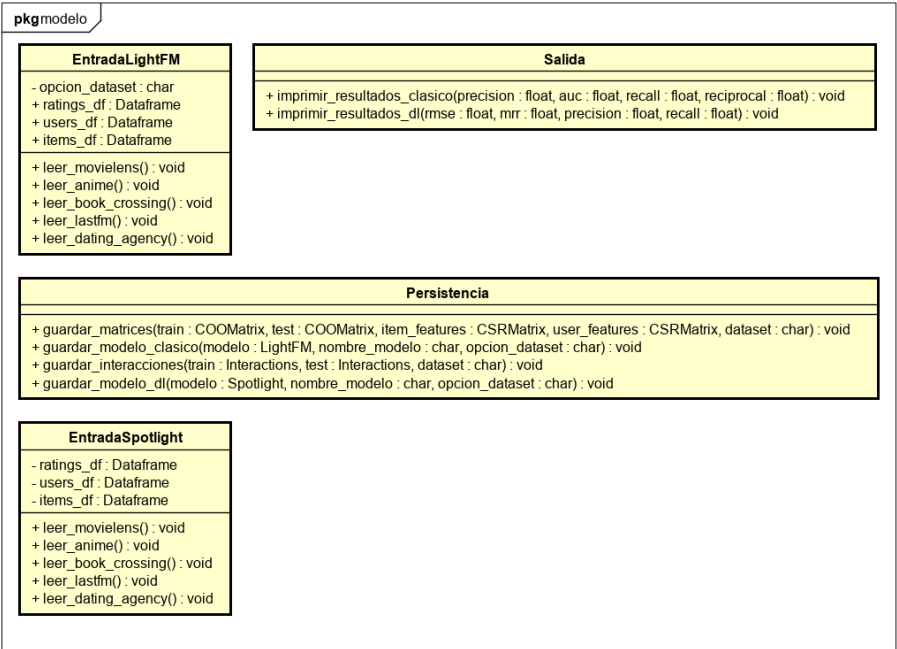 pkg modelo
EntradaLightFM
- opcion_dataset : char
+ ratings_df : Dataframe
+ users_df : Dataframe
+ items_df : Dataframe
+ leer_movielens() : void
+ leer_anime() : void
+ leer_book_crossing() : void
+ leer_lastfm() : void
+ leer_dating_agency() : void
Salida
+ imprimir_resultados_clasico(precision : float, auc : float, recall : float, reciprocal : float) : void
+ imprimir_resultados_dl(rmse : float, mrr : float, precision : float, recall : float) : void
Persistencia
+ guardar_matrices(train : COOMatrix, test : COOMatrix, item_features : CSRMatrix, user_features : CSRMatrix, dataset : char) : void
+ guardar_modelo_clasico(modelo : LightFM, nombre_modelo : char, opcion_dataset : char) : void
+ guardar_interacciones(train : Interactions, test : Interactions, dataset : char) : void
+ guardar_modelo_dl(modelo : Spotlight, nombre_modelo : char, opcion_dataset : char) : void
EntradaSpotlight
- ratings_df : Dataframe
- users_df : Dataframe
- items_df : Dataframe
+ leer_movielens() : void
+ leer_anime() : void
+ leer_book_crossing() : void
+ leer_lastfm() : void
+ leer_dating_agency() : void